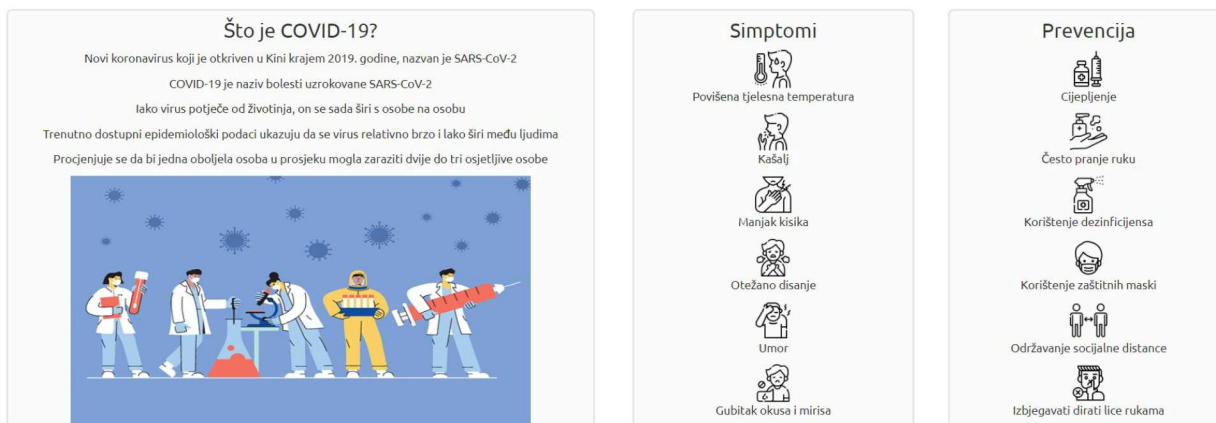 Što je COVID-19?
Novi koronavirus koji je otkriven u Kini krajem 2019. godine, nazvan je SARS-CoV-2
COVID-19 je naziv bolesti uzrokovane SARS-CoV-2
Iako virus potječe od životinja, on se sada širi s osobe na osobu
Trenutno dostupni epidemiološki podaci ukazuju da se virus relativno brzo i lako širi među ljudima
Procjenjuje se da bi jedna oboljela osoba u prosjeku mogla zaraziti dvije do tri osjetljive osobe
Simptomi
Povišena tjelesna temperatura
Kašalj
Manjak kisika
Otežano disanje
Umor
Gubitak okusa i mirisa
Prevencija
Cijepljenje
Često pranje ruku
Korištenje dezinficijensa
Korištenje zaštitnih maski
Održavanje socijalne distance
Izbjegavati dirati lice rukama